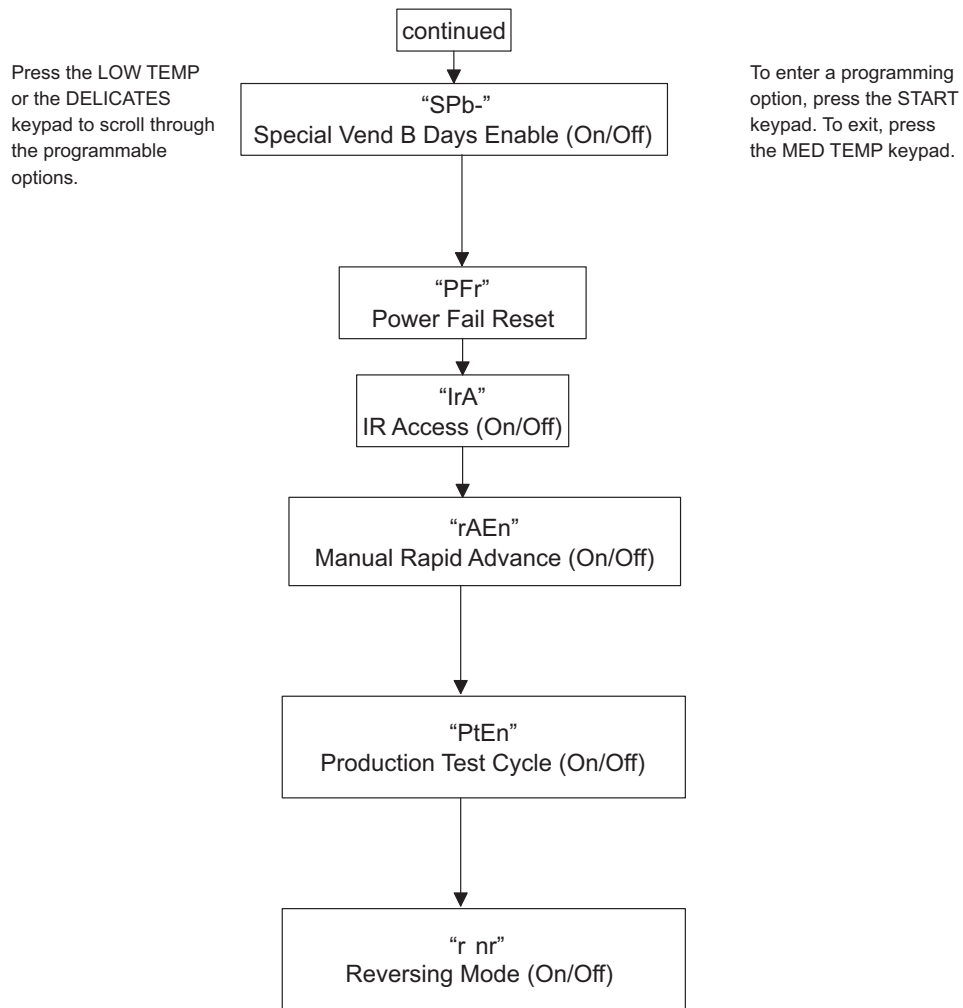 continued
Press the LOW TEMP
or the DELICATES
keypad to scroll through
the programmable
options.
“SPb-”
Special Vend B Days Enable (On/Off)
To enter a programming
option, press the START
keypad. To exit, press
the MED TEMP keypad.
“PFr”
Power Fail Reset
“IrA”
IR Access (On/Off)
“rAEn”
Manual Rapid Advance (On/Off)
“PtEn”
Production Test Cycle (On/Off)
“r nr”
Reversing Mode (On/Off)